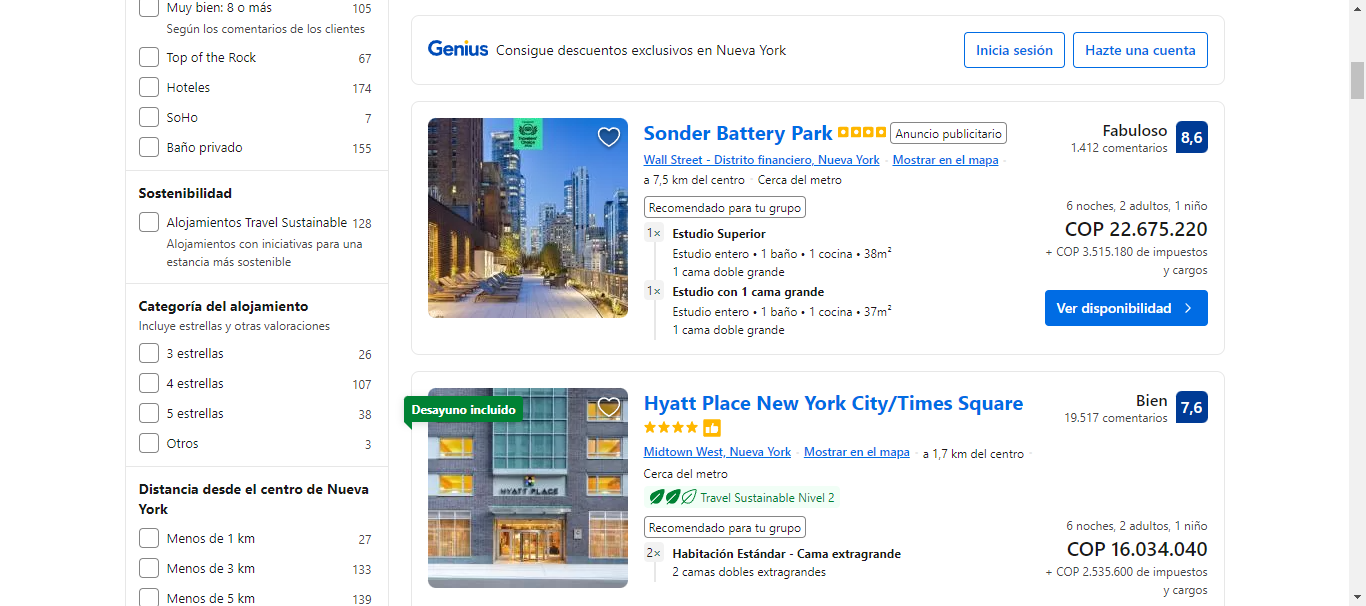 Muy bien: 8 o más 105
Según los comentarios de los clientes
Top of the Rock 67
Hoteles 174
SoHo 7
Baño privado 155
Sostenibilidad
Alojamientos Travel Sustainable 128
Alojamientos con iniciativas para una
estancia más sostenible
Categoría del alojamiento
Incluye estrellas y otras valoraciones
3 estrellas 26
4 estrellas 107
5 estrellas 38
Otros 3
Distancia desde el centro de Nueva
York
Menos de 1 km 27
Menos de 3 km 133
Menos de 5 km 139
Genius Consigue descuentos exclusivos en Nueva York
Inicia sesión
Hazte una cuenta
Sonder Battery Park Anuncio publicitario
Wall Street - Distrito financiero, Nueva York · Mostrar en el mapa ·
a 7,5 km del centro · Cerca del metro
Recomendado para tu grupo
1× Estudio Superior
Estudio entero • 1 baño • 1 cocina • 38m²
1 cama doble grande
1× Estudio con 1 cama grande
Estudio entero • 1 baño • 1 cocina • 37m²
1 cama doble grande
Fabuloso
1.412 comentarios
8,6
6 noches, 2 adultos, 1 niño
COP 22.675.220
+ COP 3.515.180 de impuestos
y cargos
Ver disponibilidad
Desayuno incluido
HYATT PLACE
Hyatt Place New York City/Times Square
Midtown West, Nueva York · Mostrar en el mapa · a 1,7 km del centro ·
Cerca del metro
Travel Sustainable Nivel 2
Recomendado para tu grupo
2× Habitación Estándar - Cama extragrande
2 camas dobles extragrandes
Bien
19.517 comentarios
7,6
6 noches, 2 adultos, 1 niño
COP 16.034.040
+ COP 2.535.600 de impuestos
y cargos